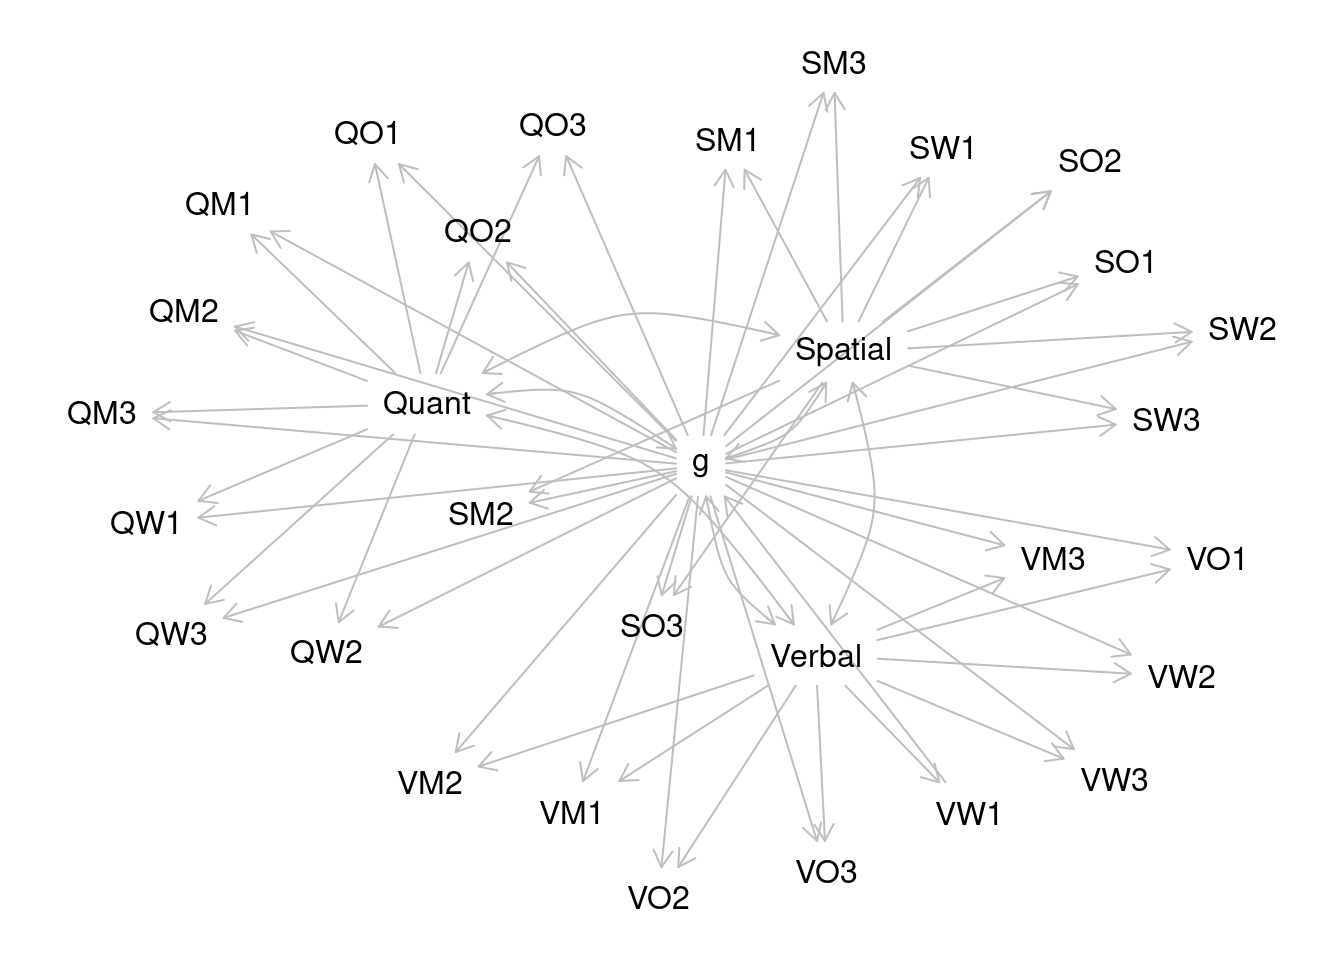 SM3
QO1
QO3
SM1
SW1
SO2
QM1
QO2
SO1
QM2
SW2
Spatial
Quant
QM3
SW3
g
SM2
QW1
VM3
VO1
SO3
QW3
QW2
Verbal
VW2
VM2
VW3
VM1
VW1
VO3
VO2